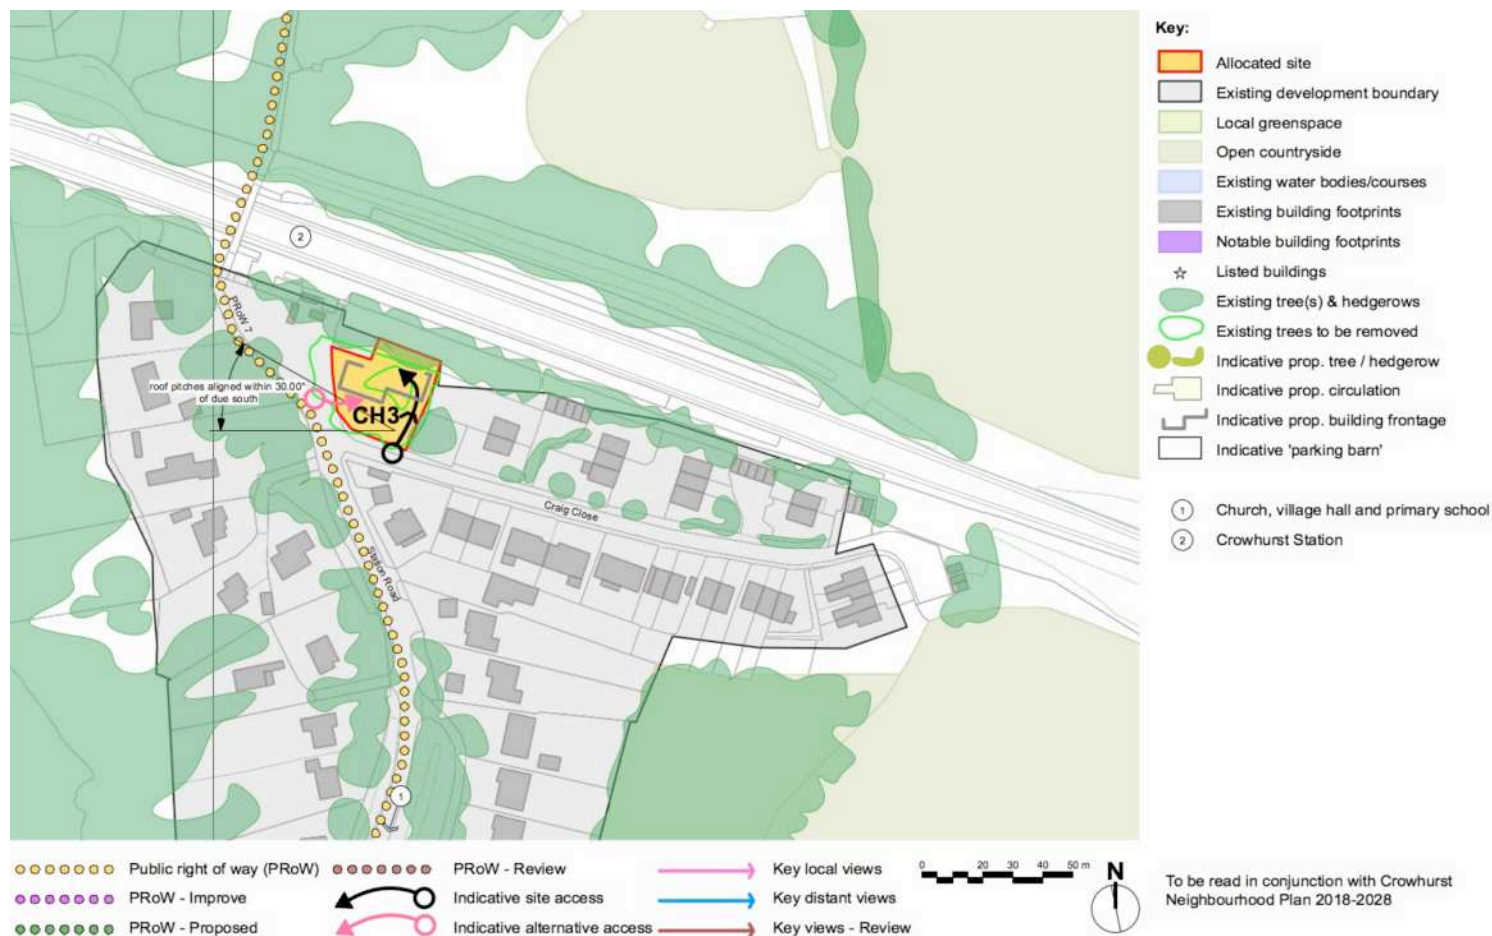 2
PRoW 7
roof pitches aligned within 30.00°
of due south
CH3
Craig Close
Station Road
1
Key:
Allocated site
Existing development boundary
Local greenspace
Open countryside
Existing water bodies/courses
Existing building footprints
Notable building footprints
Listed buildings
Existing tree(s) & hedgerows
Existing trees to be removed
Indicative prop. tree / hedgerow
Indicative prop. circulation
Indicative prop. building frontage
Indicative 'parking barn'
1 Church, village hall and primary school
2 Crowhurst Station
Public right of way (PRoW)
PRoW - Improve
PRoW - Proposed
PRoW - Review
Indicative site access
Indicative alternative access
Key local views
Key distant views
Key views - Review
0 20 30 40 50 m
N
To be read in conjunction with Crowhurst
Neighbourhood Plan 2018-2028